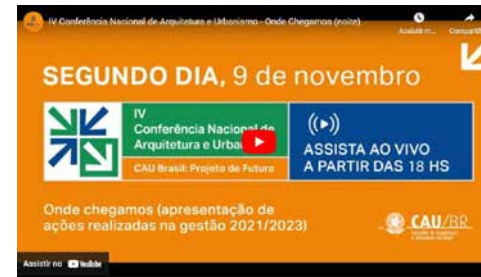 IV Conferência Nacional de Arquitetura e Urbanismo - Onde Chegamos (noite)
Assistir m... Compartil
SEGUNDO DIA, 9 de novembro
IV
Conferência Nacional de
Arquitetura e Urba
CAU Brasil: Projeto de Futuro
ASSISTA AO VIVO
A PARTIR DAS 18 HS
Onde chegamos (apresentação de
ações realizadas na gestão 2021/2023)
CAU/BR
Assistir no YouTube